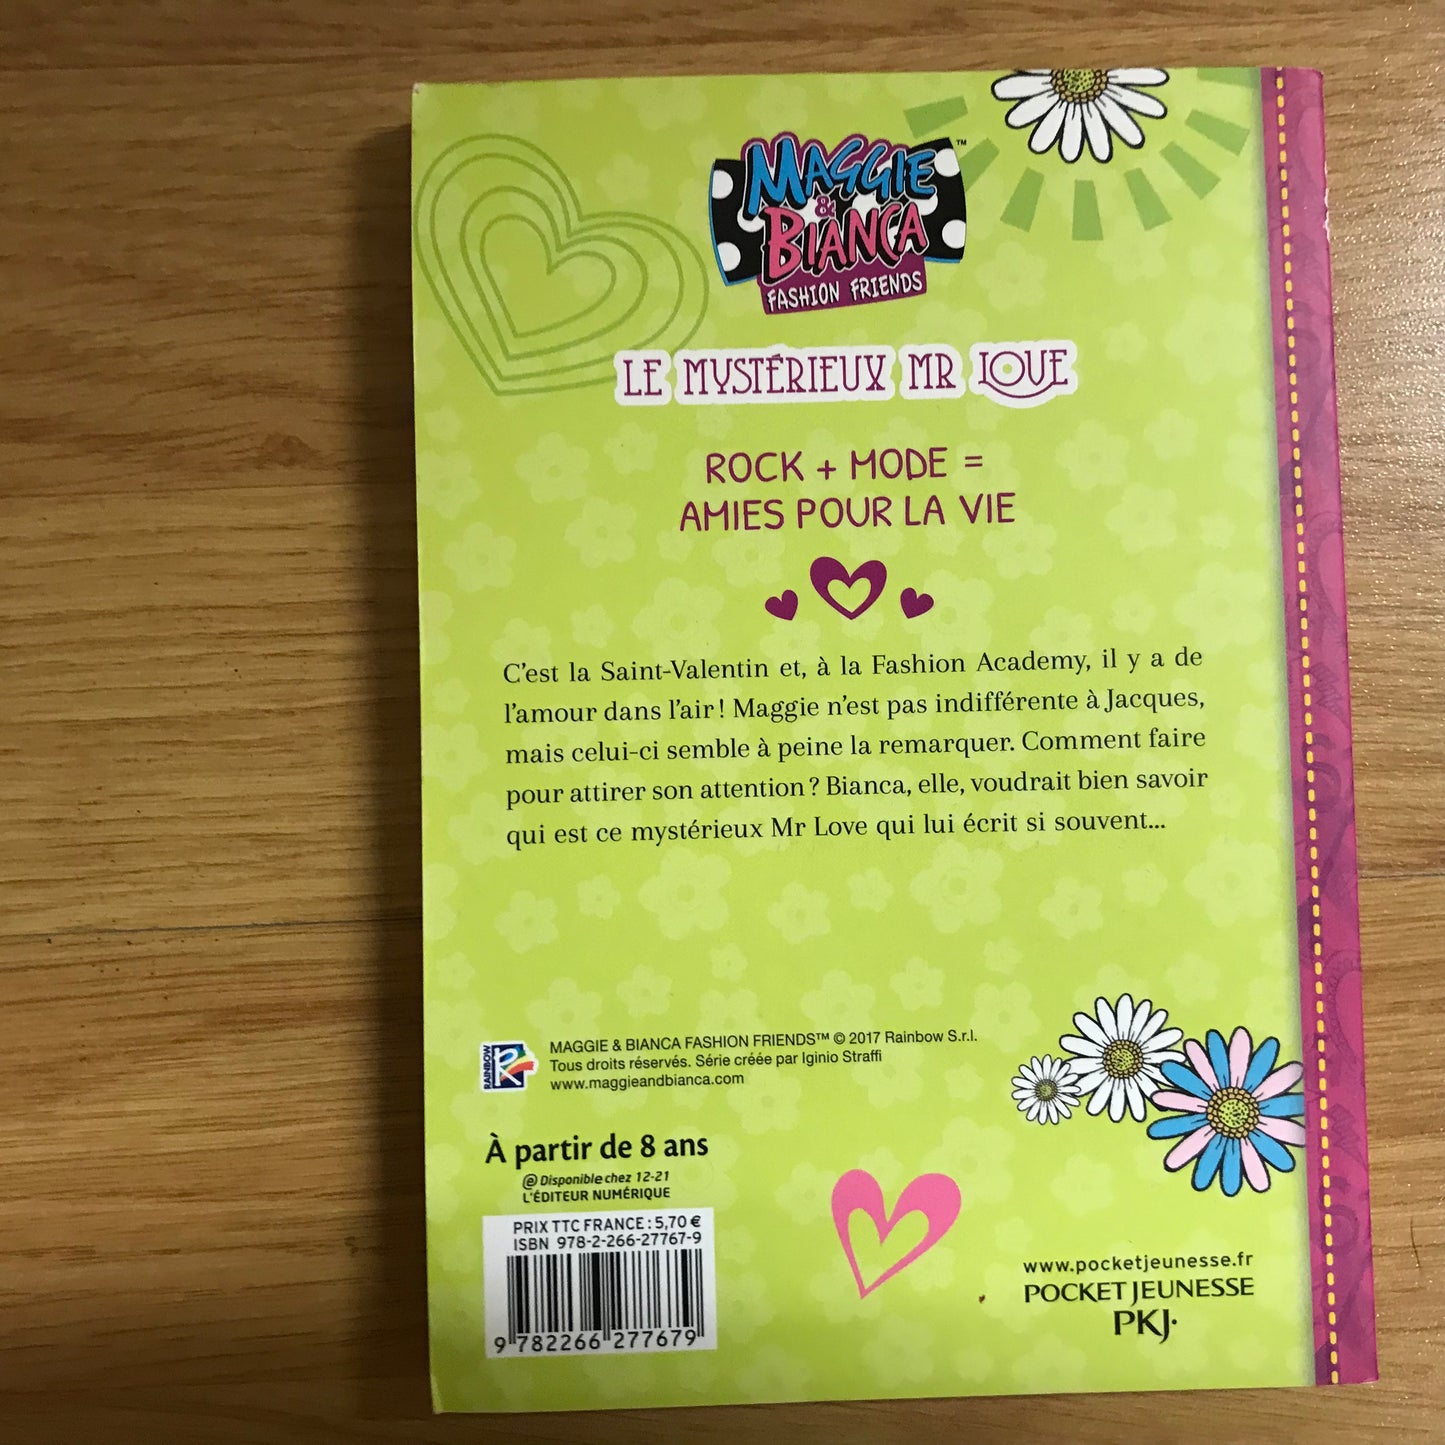 MAGGIE ™
&
BIANCA
FASHION FRIENDS
LE MYSTÉRIEUX MR LOVE
ROCK + MODE =
AMIES POUR LA VIE
C'est la Saint-Valentin et, à la Fashion Academy, il y a de
l'amour dans l'air ! Maggie n'est pas indifférente à Jacques,
mais celui-ci semble à peine la remarquer. Comment faire
pour attirer son attention ? Bianca, elle, voudrait bien savoir
qui est ce mystérieux Mr Love qui lui écrit si souvent...
RAINBOW
R
MAGGIE & BIANCA FASHION FRIENDS™ © 2017 Rainbow S.r.l.
Tous droits réservés. Série créée par Iginio Straffi
www.maggieandbianca.com
À partir de 8 ans
@ Disponible chez 12-21
L'ÉDITEUR NUMÉRIQUE
PRIX TTC FRANCE : 5,70 €
ISBN 978-2-266-27767-9
9 782266 277679
www.pocketjeunesse.fr
POCKET JEUNESSE
PKJ·